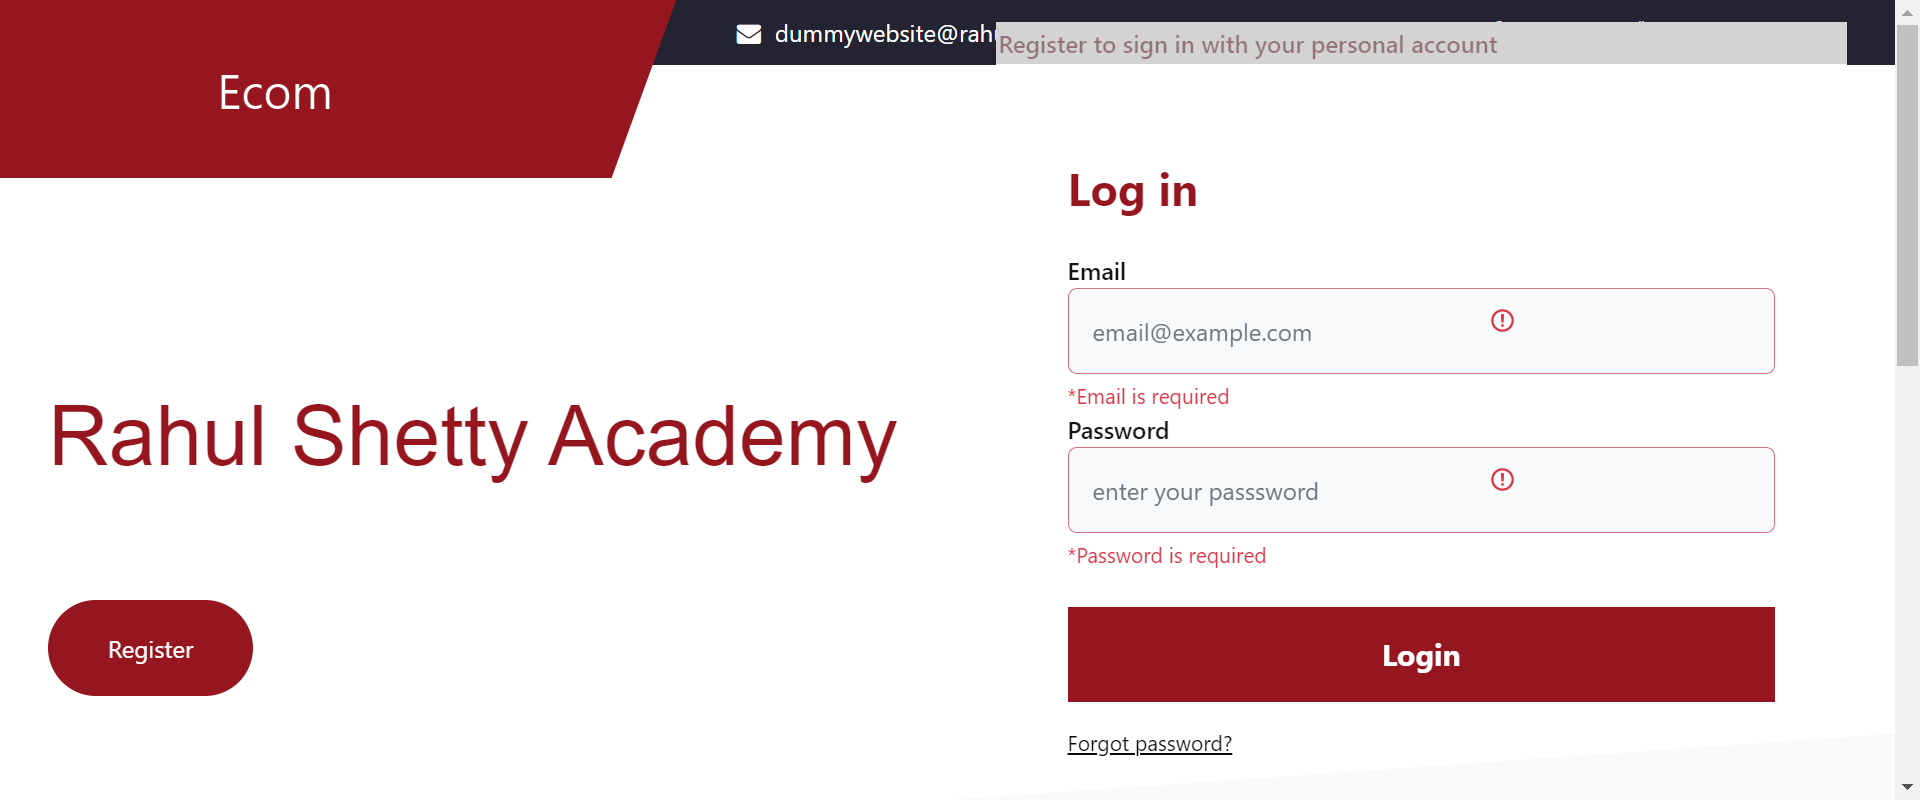 dummywebsite@rahu
Register to sign in with your personal account
Ecom
Log in
Email
email@example.com
*Email is required
Password
enter your passsword
*Password is required
Rahul Shetty Academy
Register
Login
Forgot password?